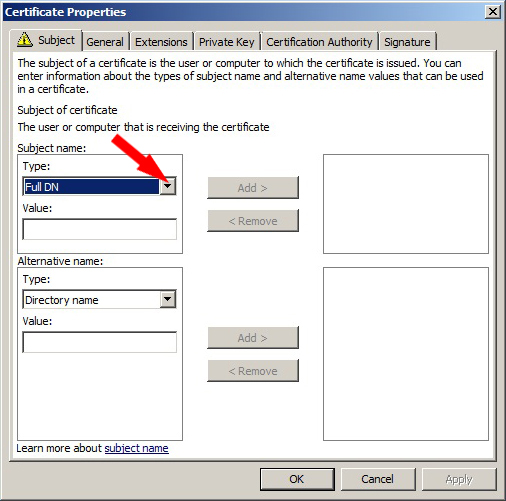 Certificate Properties
Subject General Extensions Private Key Certification Authority Signature
The subject of a certificate is the user or computer to which the certificate is issued. You can
enter information about the types of subject name and alternative name values that can be used
in a certificate.
Subject of certificate
The user or computer that is receiving the certificate
Subject name:
Type:
Full DN
Add >
Value:
< Remove
Alternative name:
Type:
Directory name
Value:
Add >
< Remove
Learn more about subject name
OK Cancel Apply